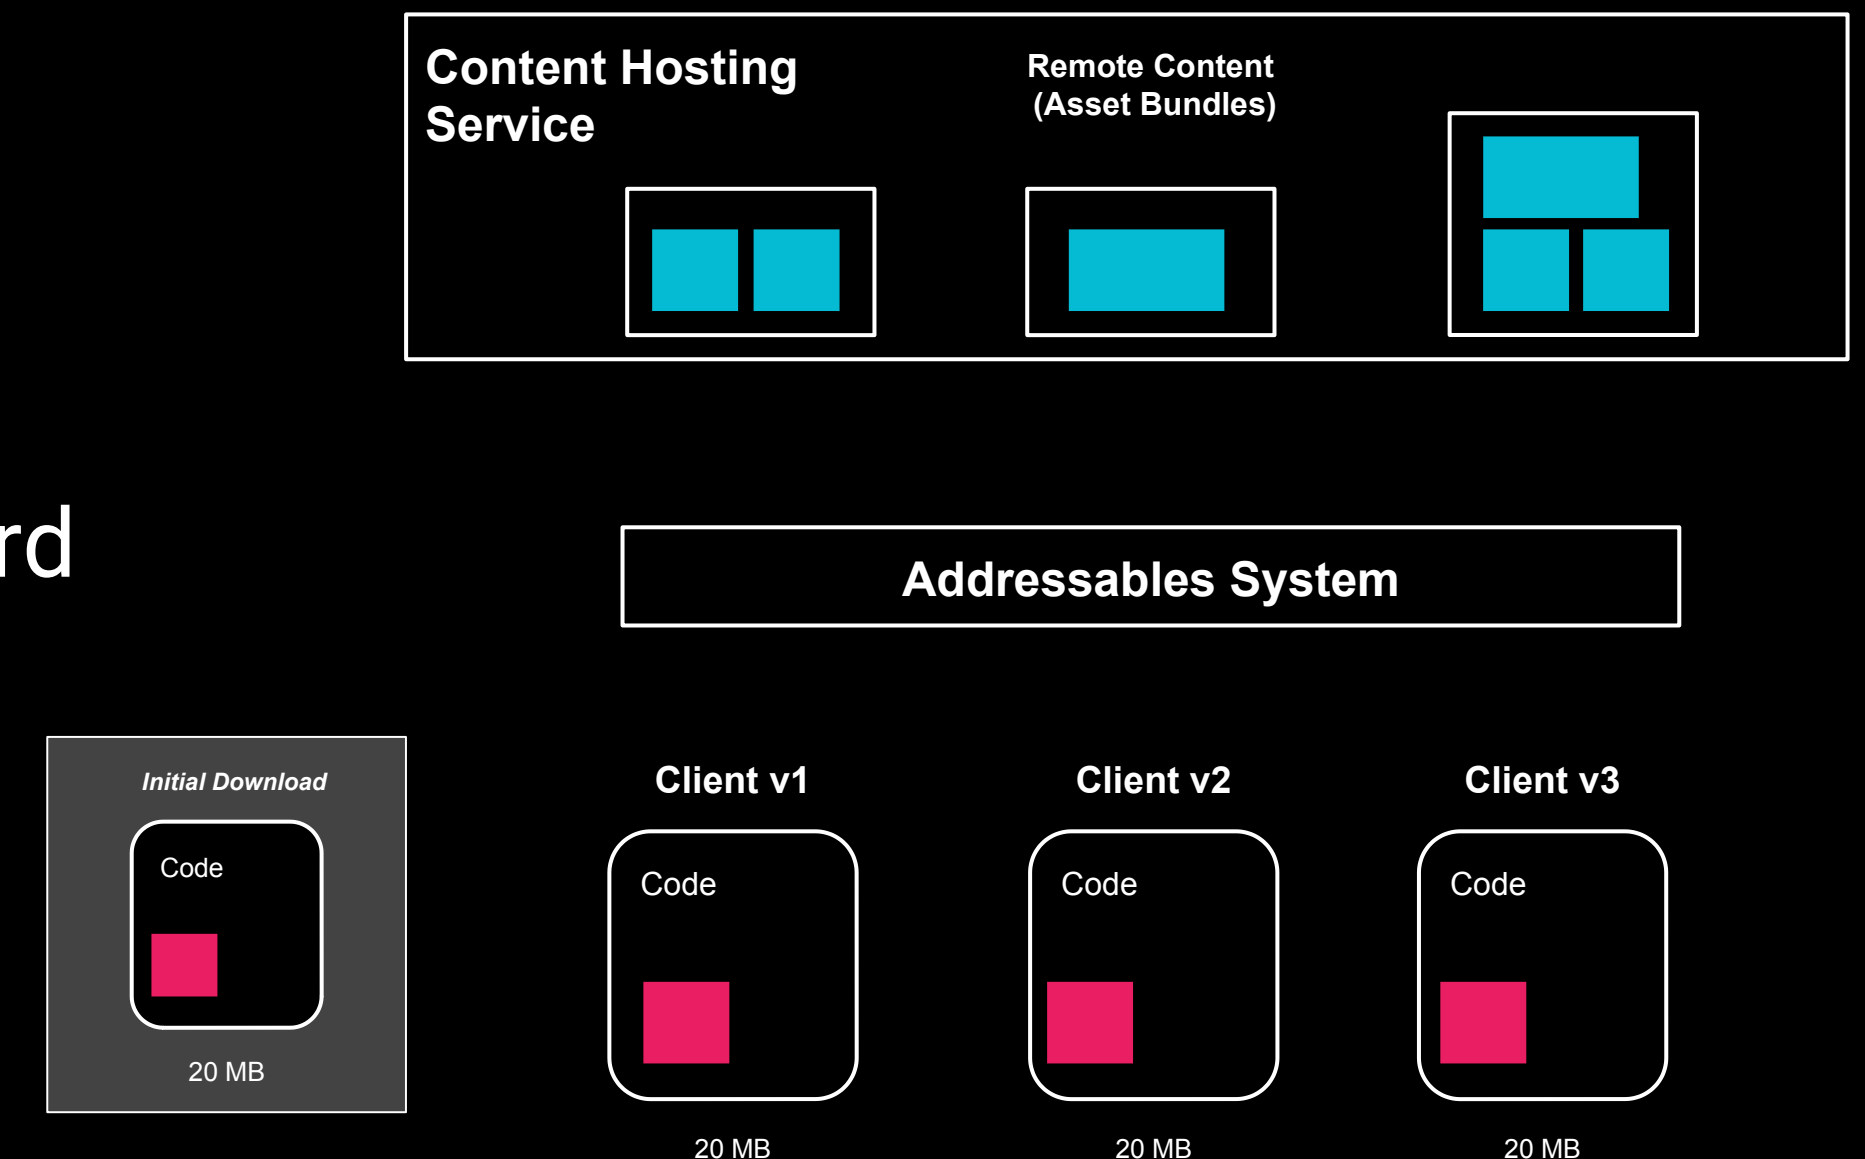 Content Hosting
Service
Remote Content
(Asset Bundles)
rd
Addressables System
Initial Download
Code
20 MB
Client v1
Code
20 MB
Client v2
Code
20 MB
Client v3
Code
20 MB